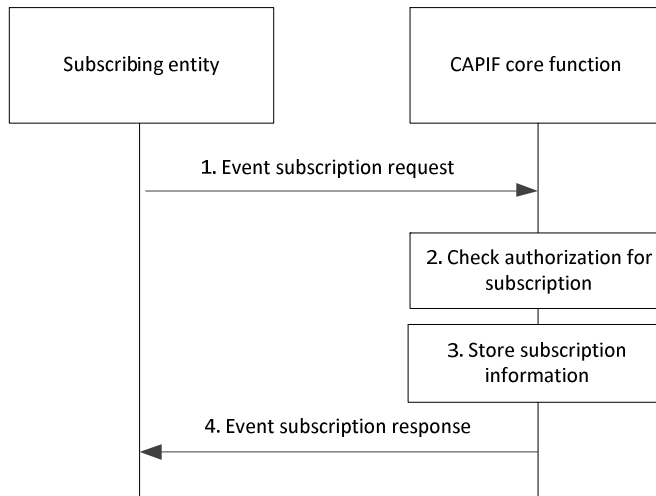 Subscribing entity
CAPIF core function
1. Event subscription request
2. Check authorization for
subscription
3. Store subscription
information
4. Event subscription response